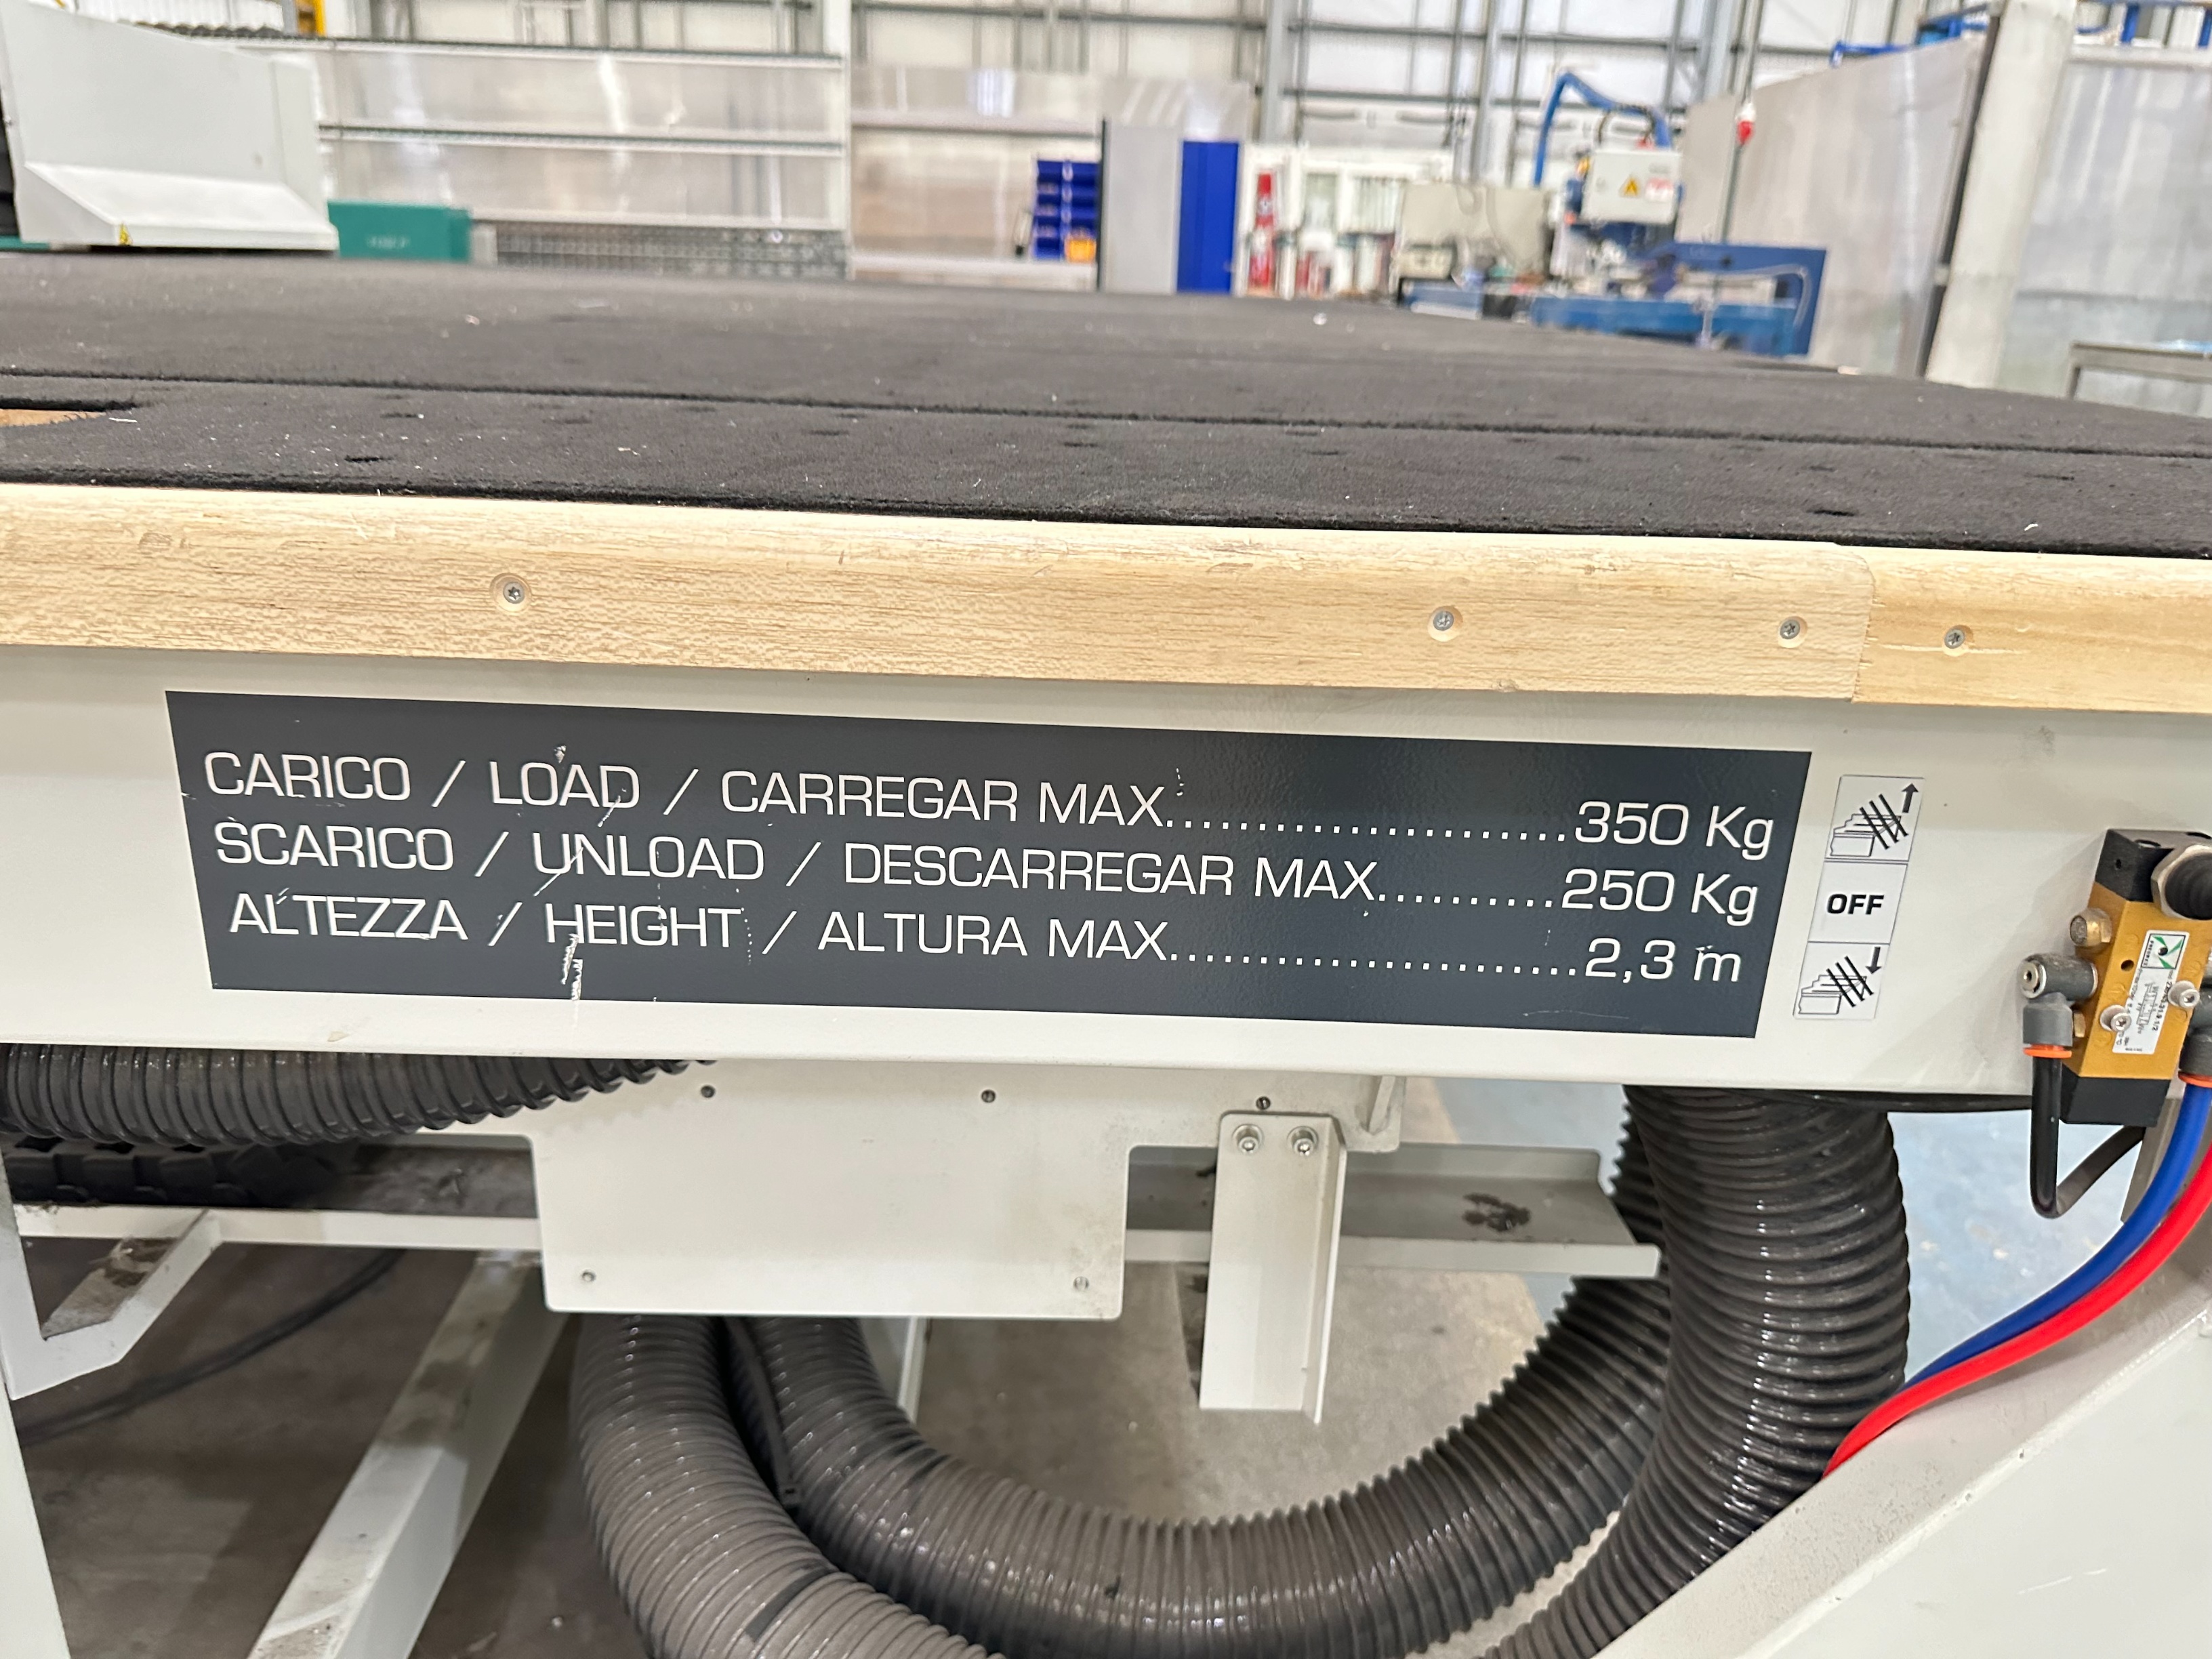 CARICO / LOAD / CARREGAR MAX......................350 Kg
SCARICO / UNLOAD / DESCARREGAR MAX..........250 Kg
ALTEZZA / HEIGHT / ALTURA MAX.......................2,3 m
OFF